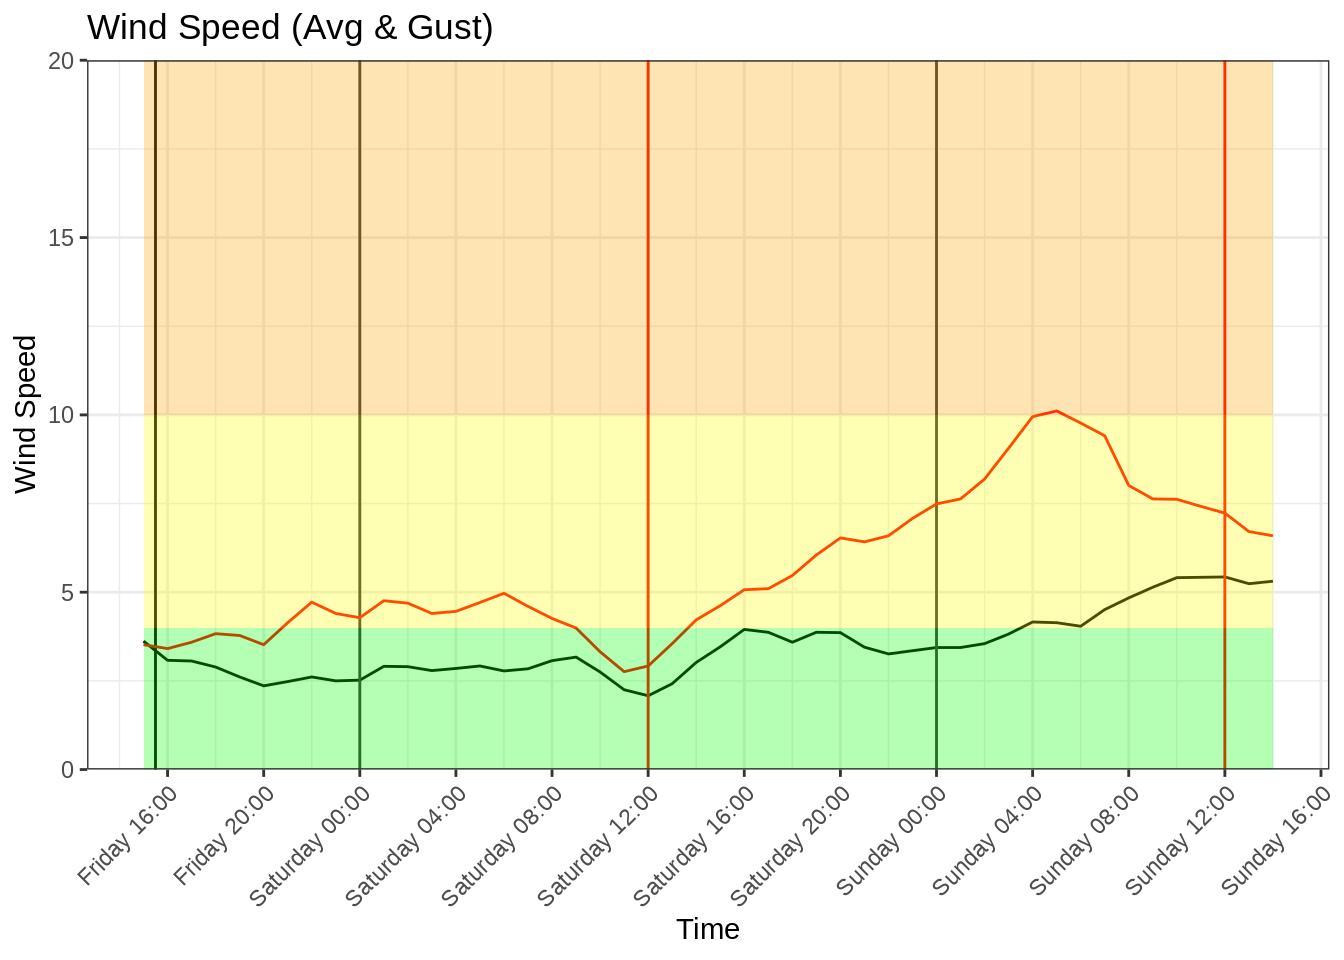 Wind Speed (Avg & Gust)
Wind Speed
20
15
10
5
0
Friday 16:00
Friday 20:00
Saturday 00:00
Saturday 04:00
Saturday 08:00
Saturday 12:00
Saturday 16:00
Saturday 20:00
Sunday 00:00
Sunday 04:00
Sunday 08:00
Sunday 12:00
Sunday 16:00
Time